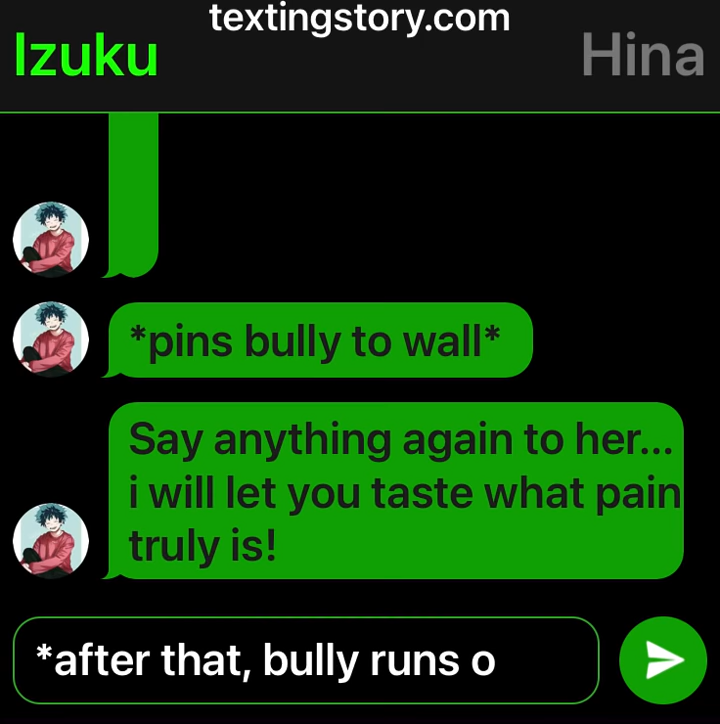 textingstory.com
Izuku
Hina
*pins bully to wall*
Say anything again to her...
i will let you taste what pain
truly is!
*after that, bully runs o